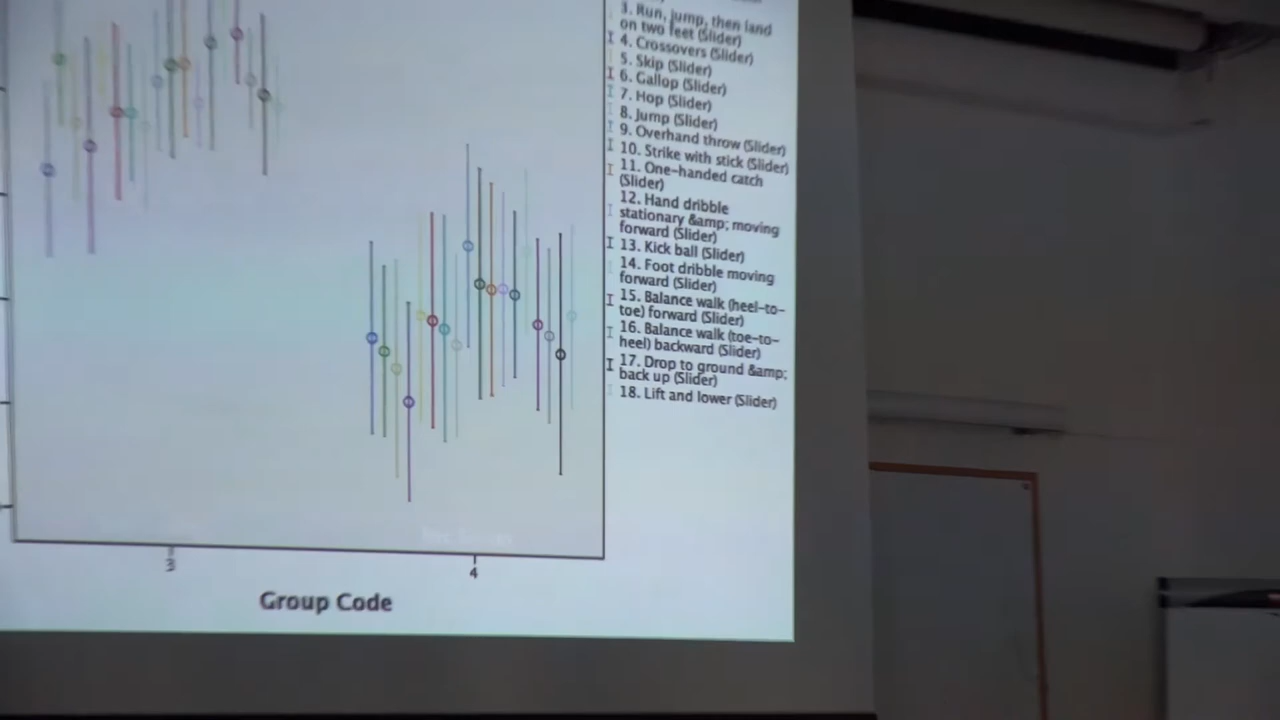 3. Run, jump, then land
on two feet (Slider)
4. Crossovers (Slider)
5. Skip (Slider)
6. Gallop (Slider)
7. Hop (Slider)
8. Jump (Slider)
9. Overhand throw (Slider)
10. Strike with stick (Slider)
11. One-handed catch
(Slider)
12. Hand dribble
stationary &amp; moving
forward (Slider)
13. Kick ball (Slider)
14. Foot dribble moving
forward (Slider)
15. Balance walk (heel-to-
toe) forward (Slider)
16. Balance walk (toe-to-
heel) backward (Slider)
17. Drop to ground &amp;
back up (Slider)
18. Lift and lower (Slider)
3
4
Group Code